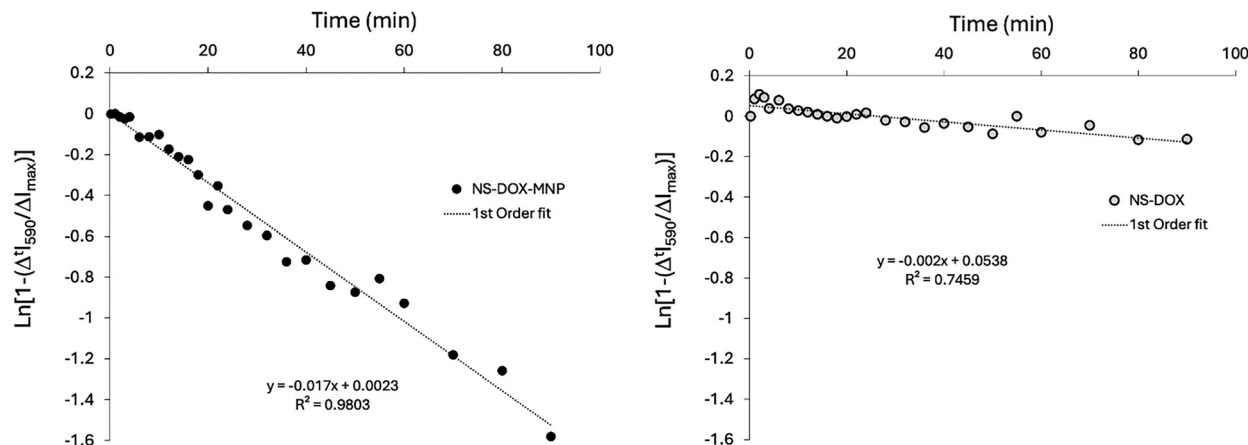 Time (min)
0 20 40 60 80 100
0.2
0
-0.2
-0.4
-0.6
-0.8
-1
-1.2
-1.4
-1.6
Ln[1-(ΔᵗI₅₉₀/ΔIₘₐₓ)]
NS-DOX-MNP
1st Order fit
y = -0.017x + 0.0023
R² = 0.9803
Time (min)
0 20 40 60 80 100
0.2
0
-0.2
-0.4
-0.6
-0.8
-1
-1.2
-1.4
-1.6
Ln[1-(ΔᵗI₅₉₀/ΔIₘₐₓ)]
NS-DOX
1st Order fit
y = -0.002x + 0.0538
R² = 0.7459